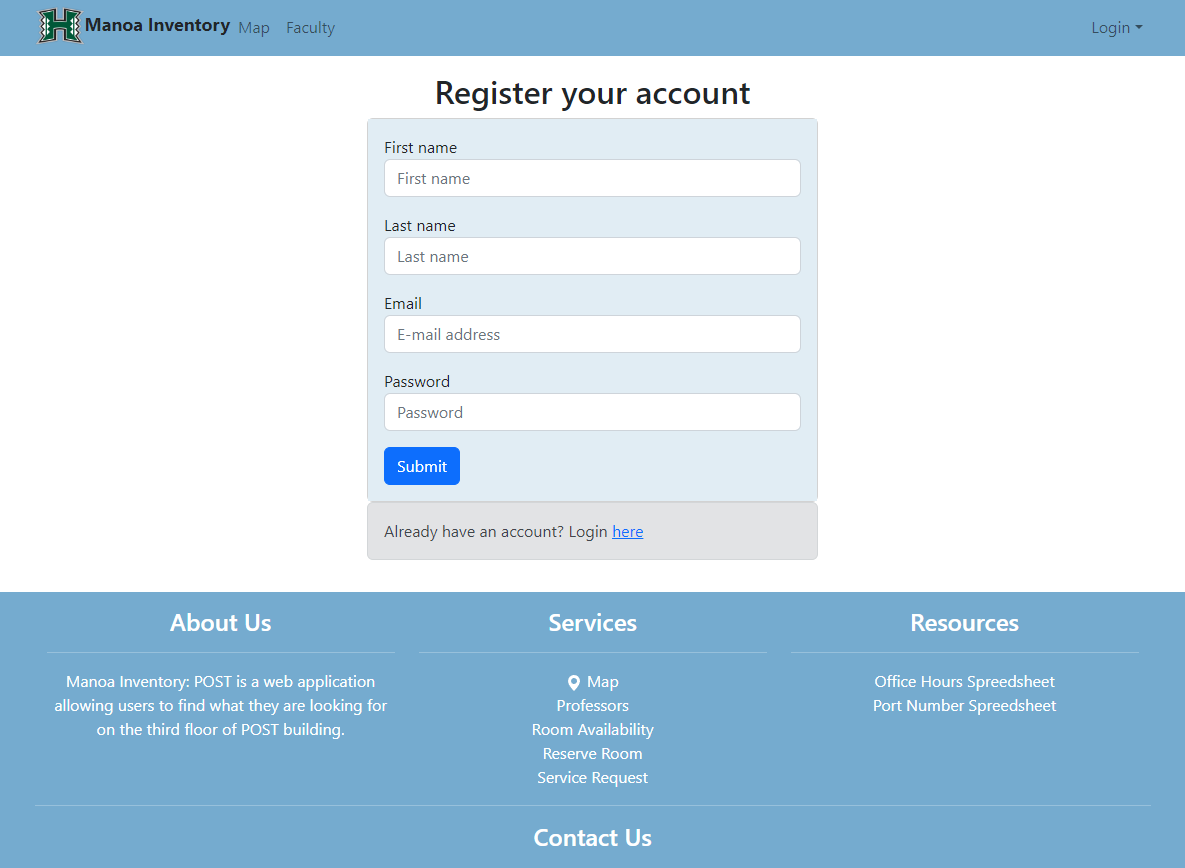 Manoa Inventory Map Faculty Login
Register your account
First name
First name
Last name
Last name
Email
E-mail address
Password
Password
Submit
Already have an account? Login here
About Us
Manoa Inventory: POST is a web application
allowing users to find what they are looking for
on the third floor of POST building.
Services
Map
Professors
Room Availability
Reserve Room
Service Request
Resources
Office Hours Spreedsheet
Port Number Spreedsheet
Contact Us